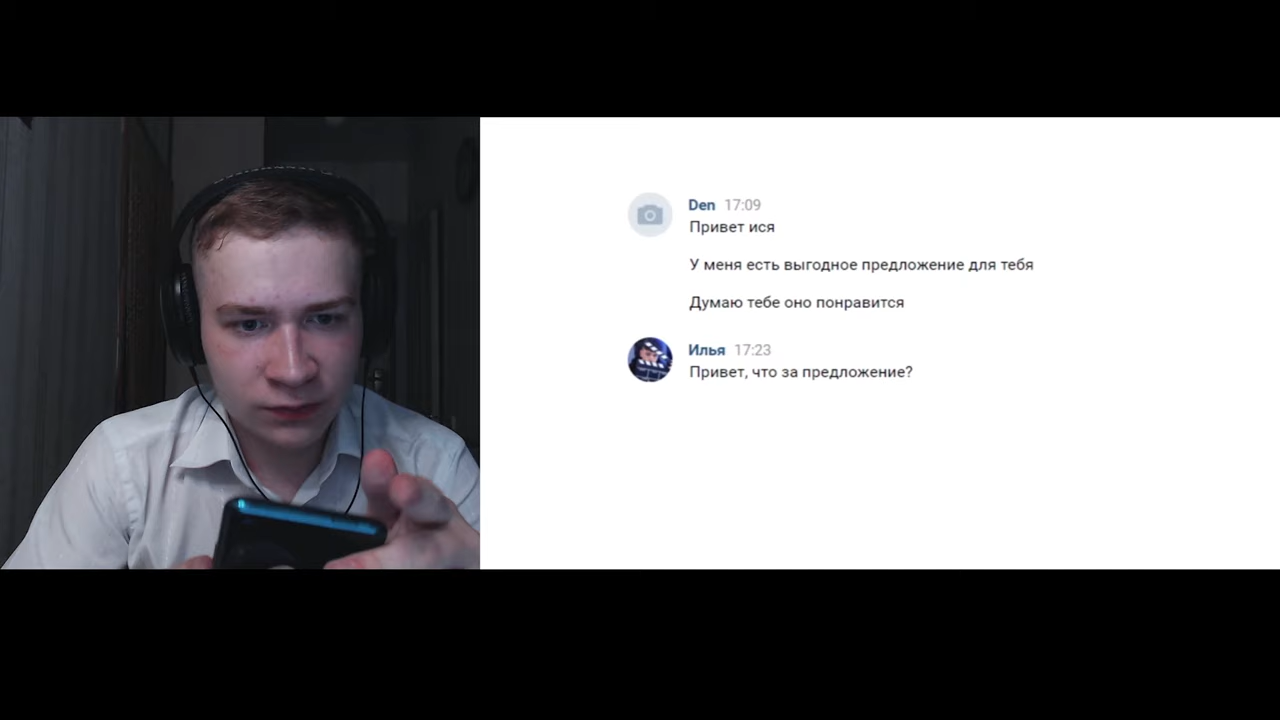 Den 17:09
Привет ися
У меня есть выгодное предложение для тебя
Думаю тебе оно понравится
Илья 17:23
Привет, что за предложение?